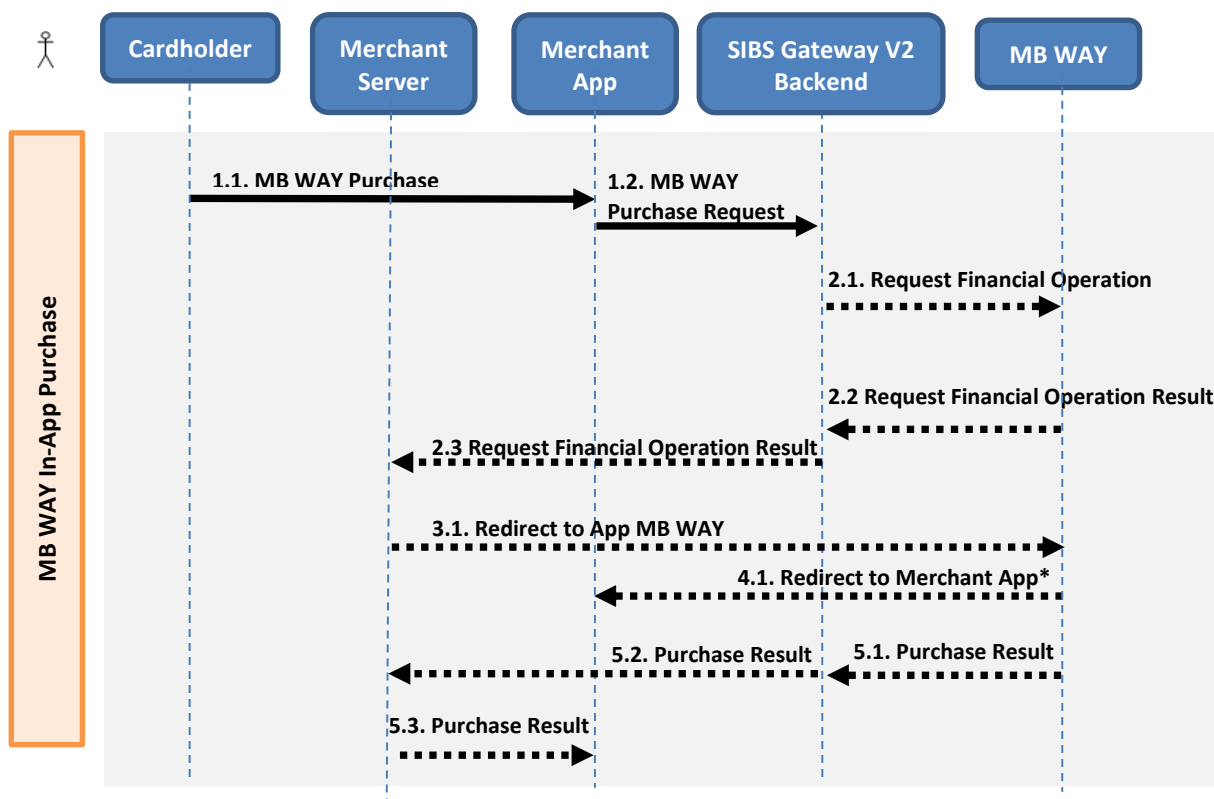 Cardholder
Merchant
Server
Merchant
App
SIBS Gateway V2
Backend
MB WAY
MB WAY In-App Purchase
1.1. MB WAY Purchase
1.2. MB WAY
Purchase Request
2.1. Request Financial Operation
2.2 Request Financial Operation Result
2.3 Request Financial Operation Result
3.1. Redirect to App MB WAY
4.1. Redirect to Merchant App*
5.2. Purchase Result
5.1. Purchase Result
5.3. Purchase Result